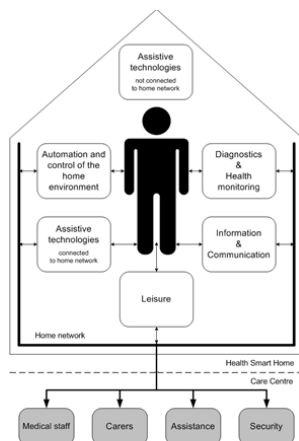 Assistive
technologies
not connected
to home network
Automation and
control of the
home
environment
Diagnostics
&
Health
monitoring
Assistive
technologies
connected
to home network
Information
&
Communication
Leisure
Home network
Health Smart Home
Care Centre
Medical staff
Carers
Assistance
Security